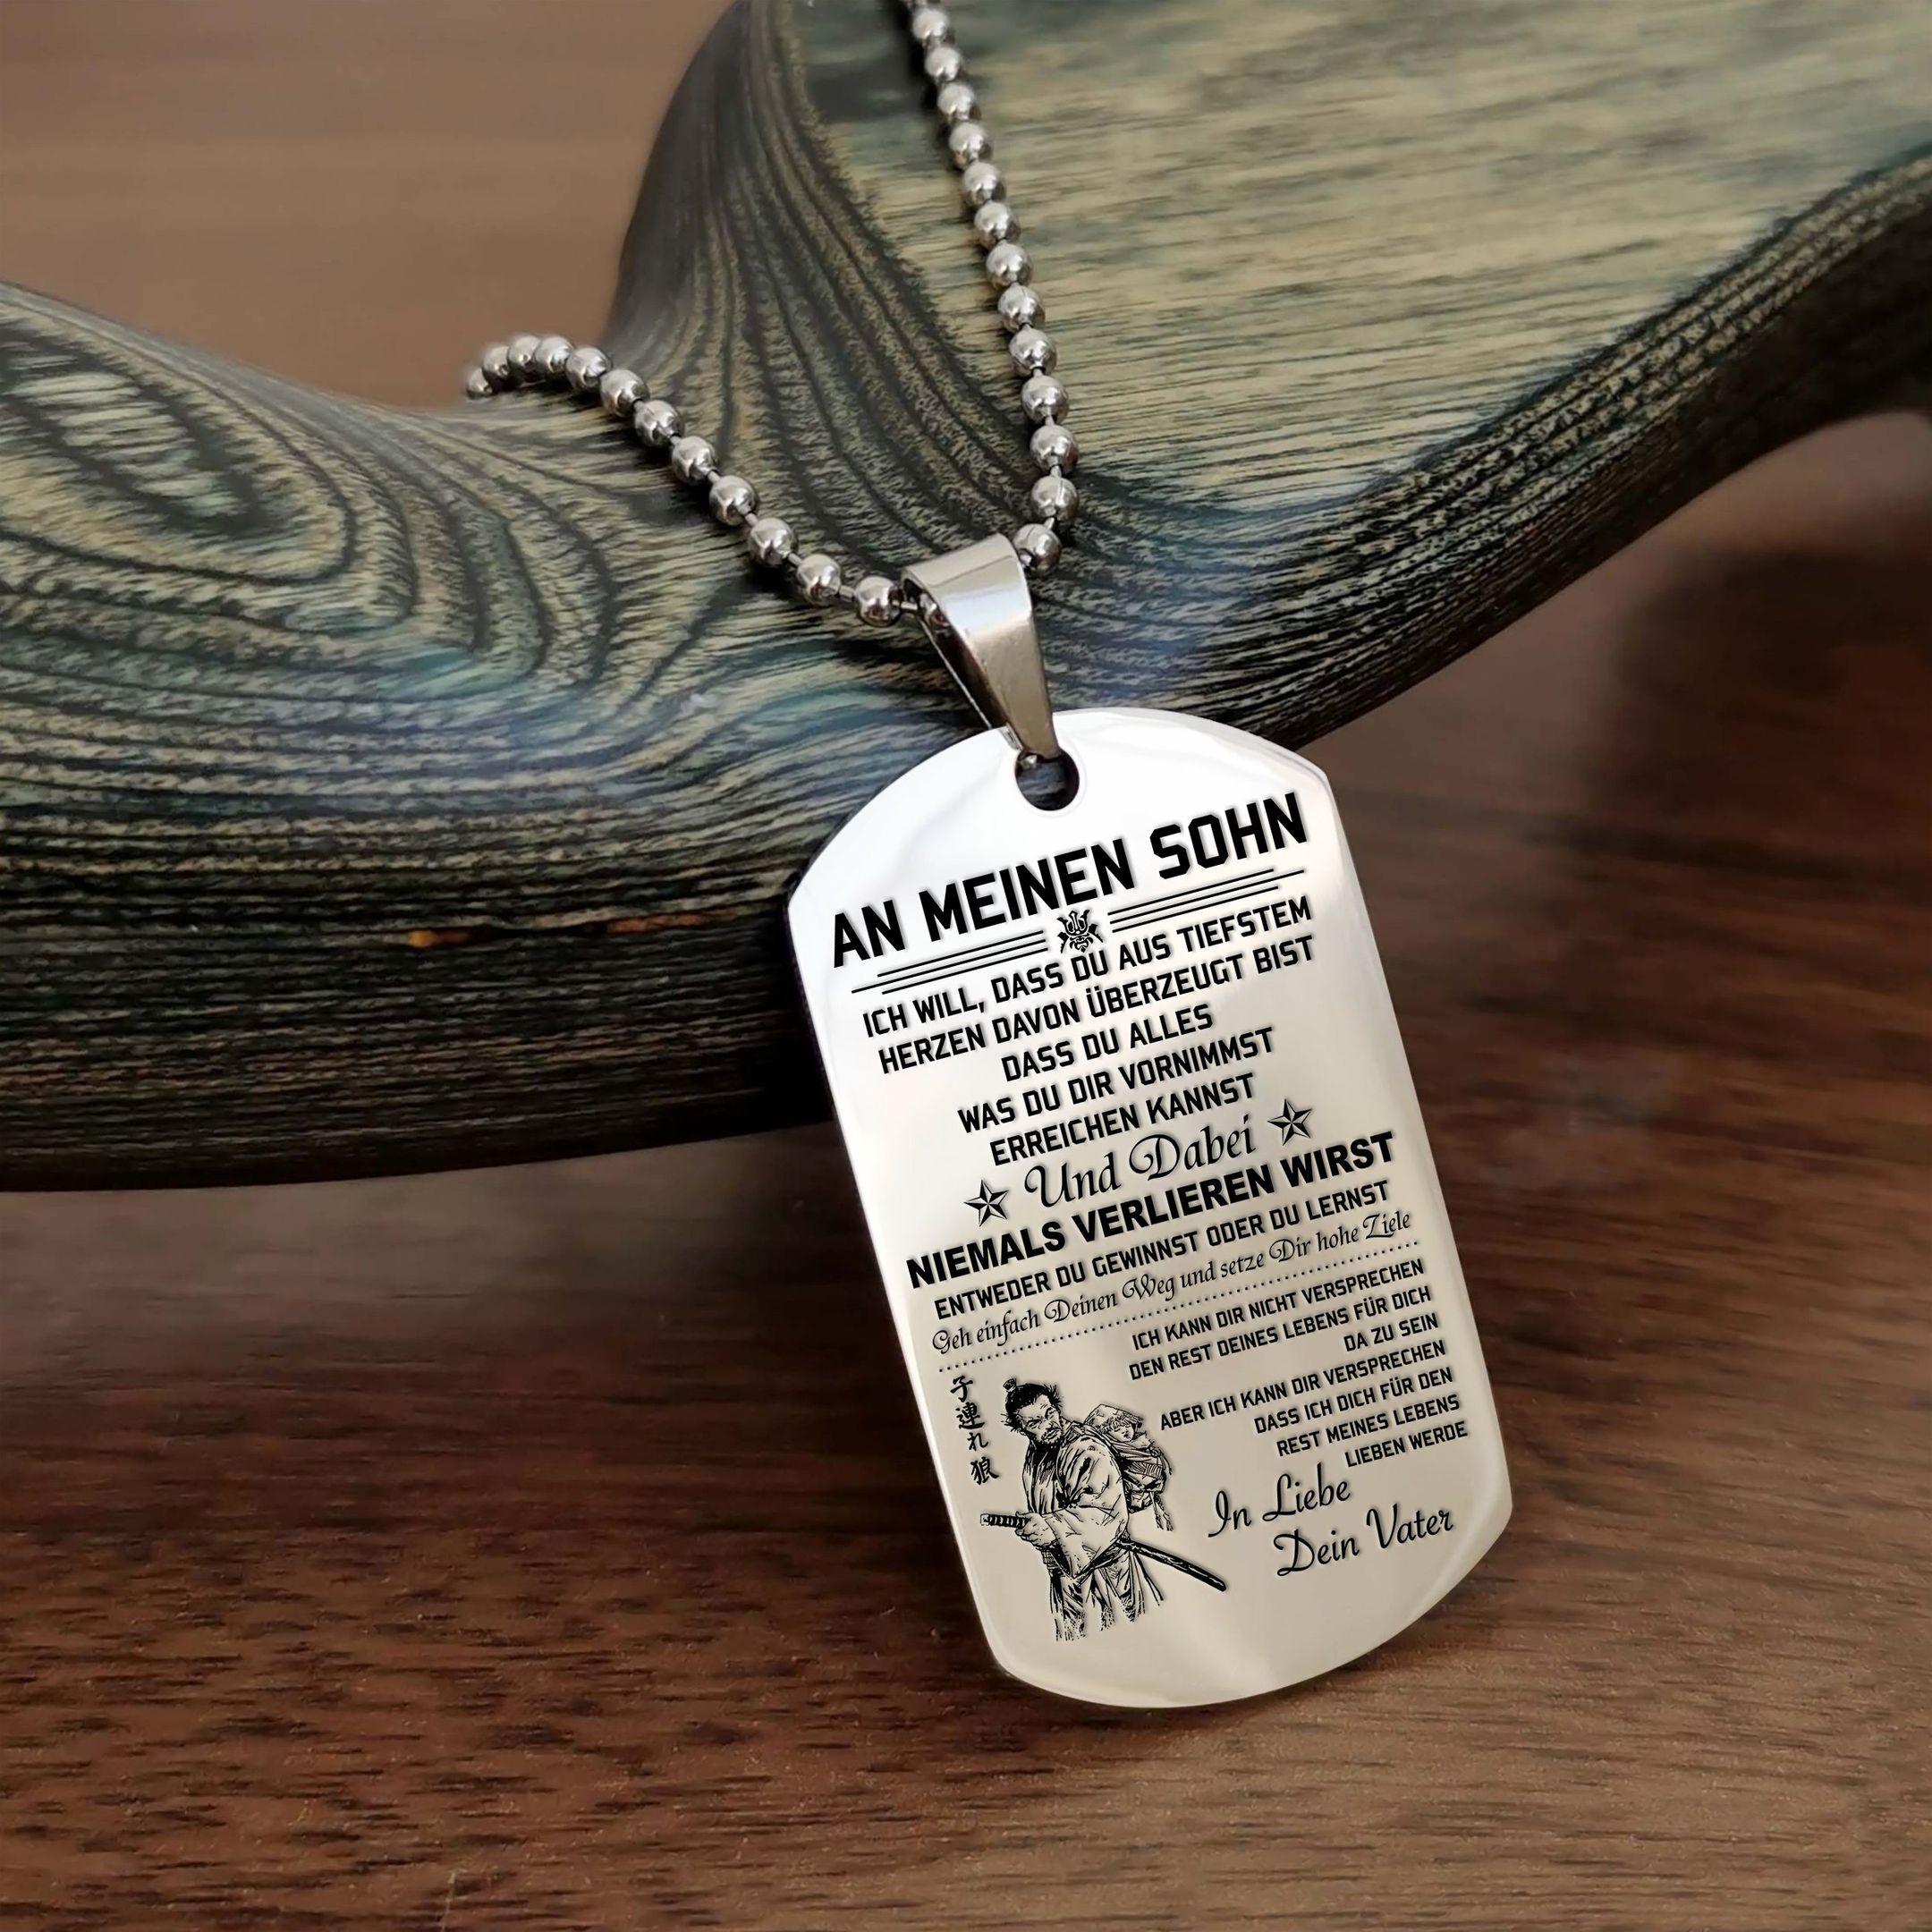 AN MEINEN SOHN
ICH WILL, DASS DU AUS TIEFSTEM
HERZEN DAVON ÜBERZEUGT BIST
DASS DU ALLES
WAS DU DIR VORNIMMST
ERREICHEN KANNST
Und Dabei
NIEMALS VERLIEREN WIRST
ENTWEDER DU GEWINNST ODER DU LERNST
Geh einfach Deinen Weg und setze Dir hohe Ziele
ICH KANN DIR NICHT VERSPRECHEN
DEN REST DEINES LEBENS FÜR DICH
DA ZU SEIN
ABER ICH KANN DIR VERSPRECHEN
DASS ICH DICH FÜR DEN
REST MEINES LEBENS
LIEBEN WERDE
子連れ狼
In Liebe
Dein Vater